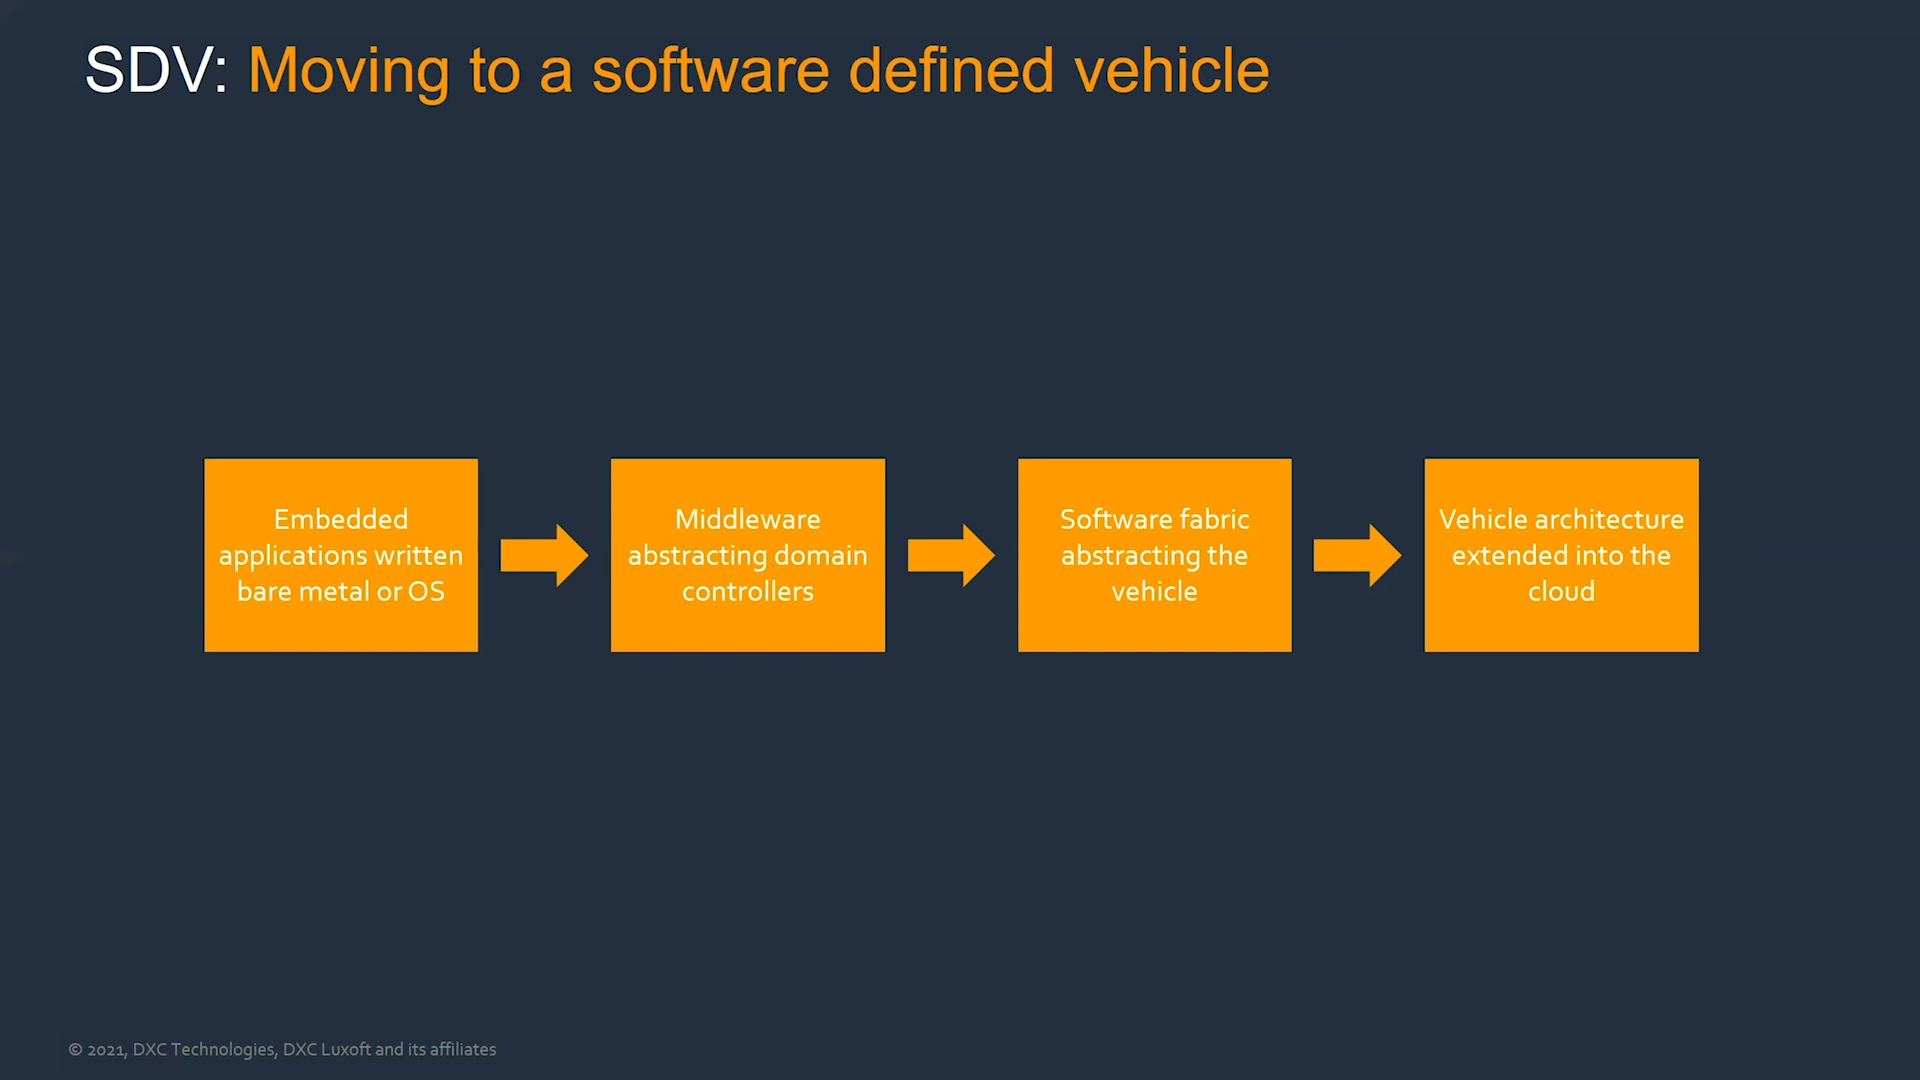 SDV: Moving to a software defined vehicle
Embedded
applications written
bare metal or OS
Middleware
abstracting domain
controllers
Software fabric
abstracting the
vehicle
Vehicle architecture
extended into the
cloud
© 2021, DXC Technologies, DXC Luxoft and its affiliates